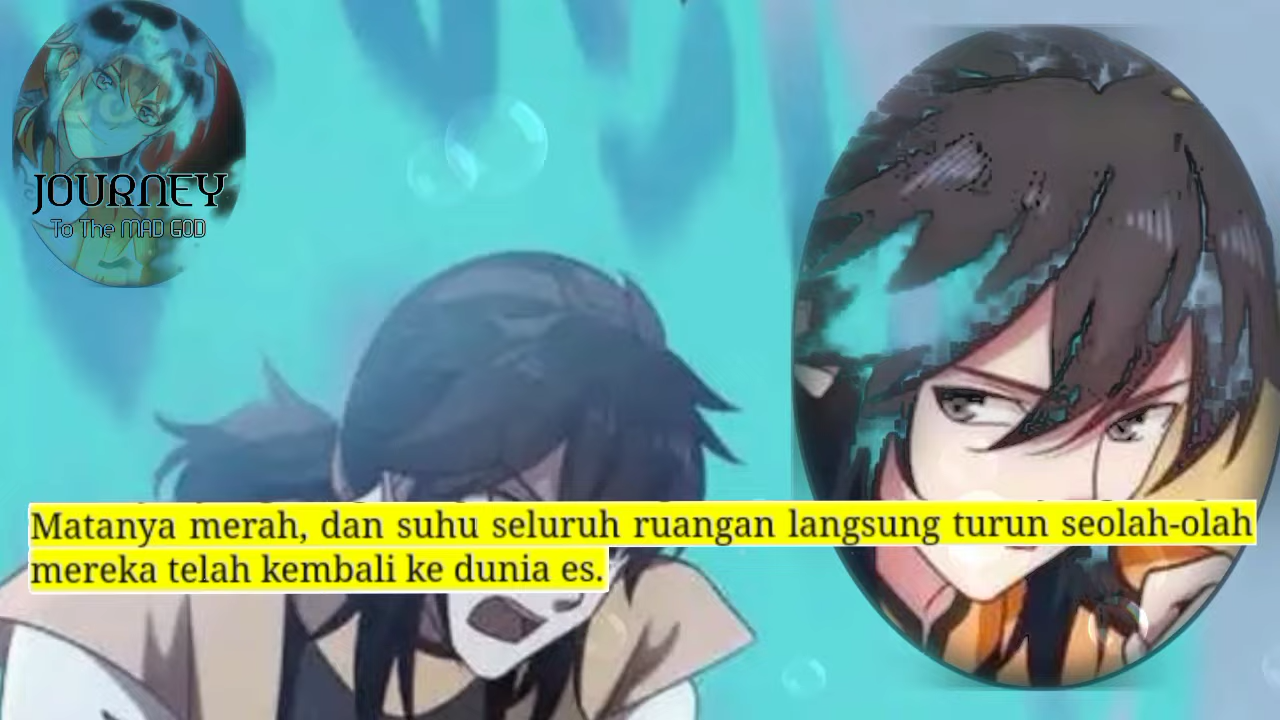 JOURNEY
To The MAD GOD
Matanya merah, dan suhu seluruh ruangan langsung turun seolah-olah
mereka telah kembali ke dunia es.